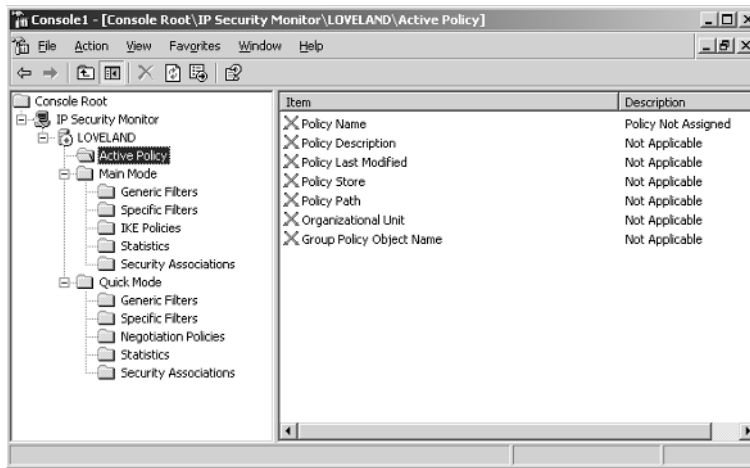 Console1 - [Console Root\IP Security Monitor\LOVELAND\Active Policy]
File Action View Favorites Window Help
Console Root
IP Security Monitor
LOVELAND
Active Policy
Main Mode
Generic Filters
Specific Filters
IKE Policies
Statistics
Security Associations
Quick Mode
Generic Filters
Specific Filters
Negotiation Policies
Statistics
Security Associations
Item Description
Policy Name Policy Not Assigned
Policy Description Not Applicable
Policy Last Modified Not Applicable
Policy Store Not Applicable
Policy Path Not Applicable
Organizational Unit Not Applicable
Group Policy Object Name Not Applicable